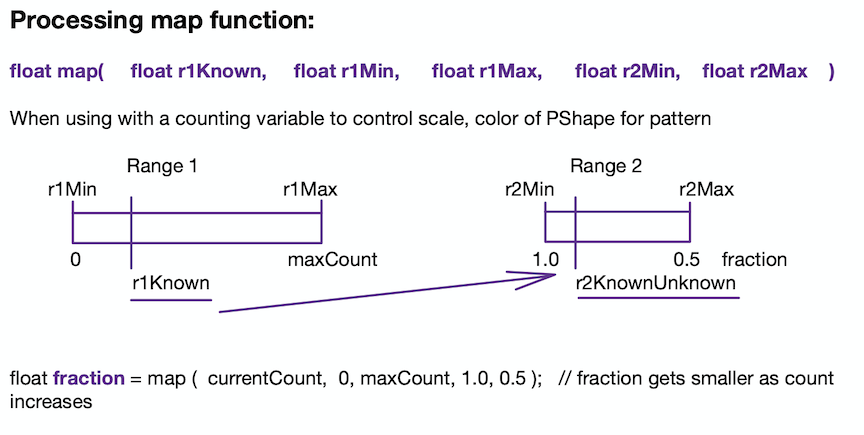 Processing map function:
float map( float r1Known, float r1Min, float r1Max, float r2Min, float r2Max )
When using with a counting variable to control scale, color of PShape for pattern
Range 1 Range 2
r1Min r1Max r2Min r2Max
0 maxCount 1.0 0.5 fraction
r1Known r2KnownUnknown
float fraction = map ( currentCount, 0, maxCount, 1.0, 0.5 ); // fraction gets smaller as count
increases